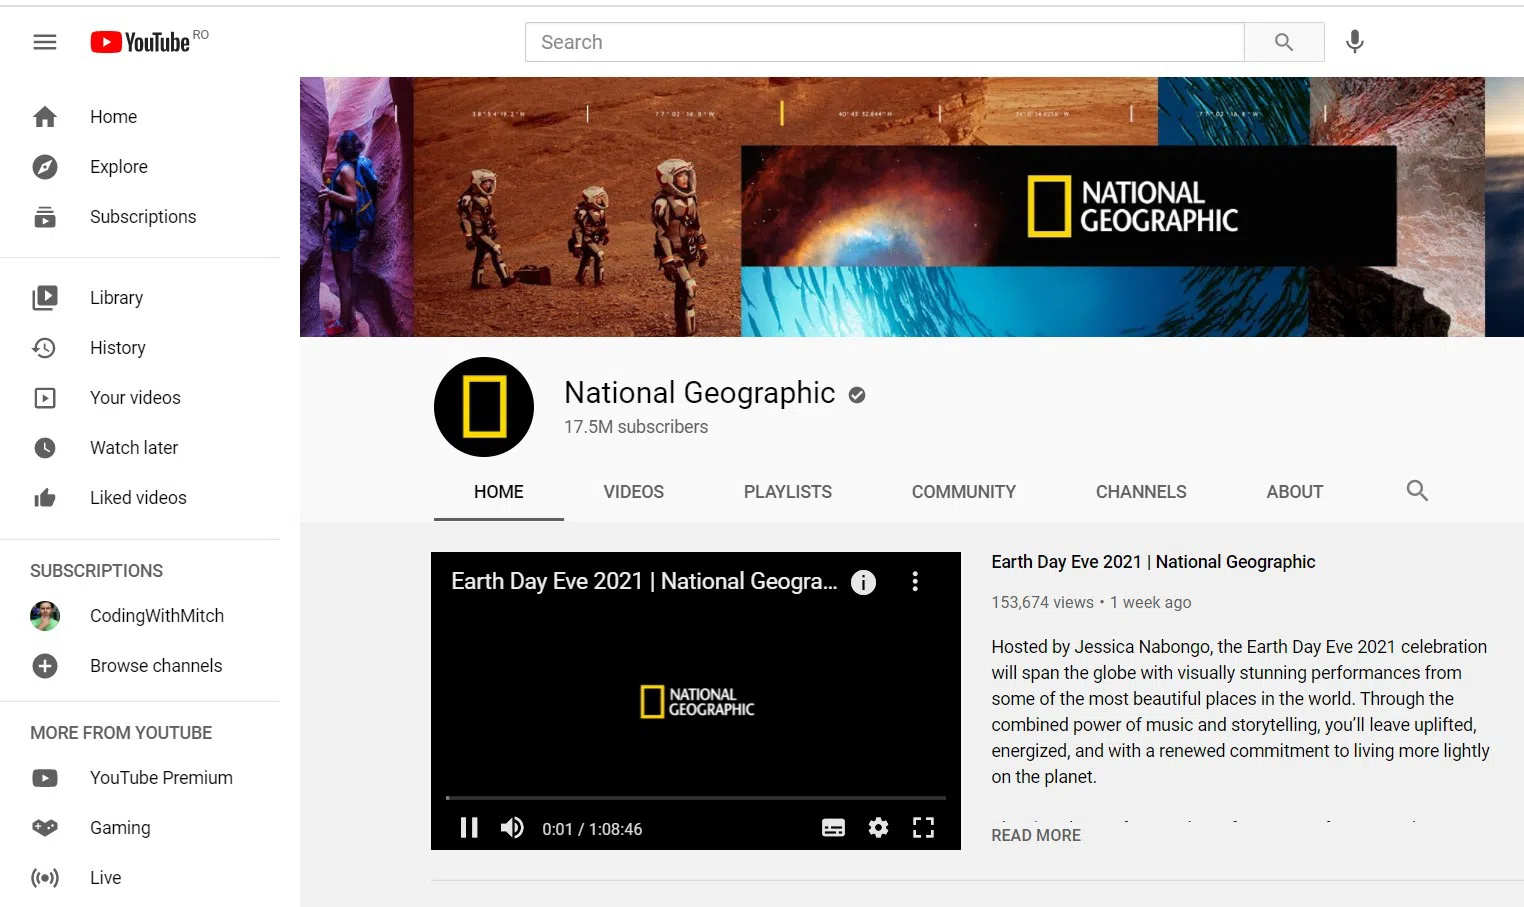 YouTube RO
Search
Home
Explore
Subscriptions
Library
History
Your videos
Watch later
Liked videos
SUBSCRIPTIONS
CodingWithMitch
Browse channels
MORE FROM YOUTUBE
YouTube Premium
Gaming
Live
NATIONAL
GEOGRAPHIC
National Geographic
17.5M subscribers
HOME VIDEOS PLAYLISTS COMMUNITY CHANNELS ABOUT
Earth Day Eve 2021 | National Geogra...
NATIONAL
GEOGRAPHIC
0:01 / 1:08:46
Earth Day Eve 2021 | National Geographic
153,674 views • 1 week ago
Hosted by Jessica Nabongo, the Earth Day Eve 2021 celebration
will span the globe with visually stunning performances from
some of the most beautiful places in the world. Through the
combined power of music and storytelling, you’ll leave uplifted,
energized, and with a renewed commitment to living more lightly
on the planet.
READ MORE